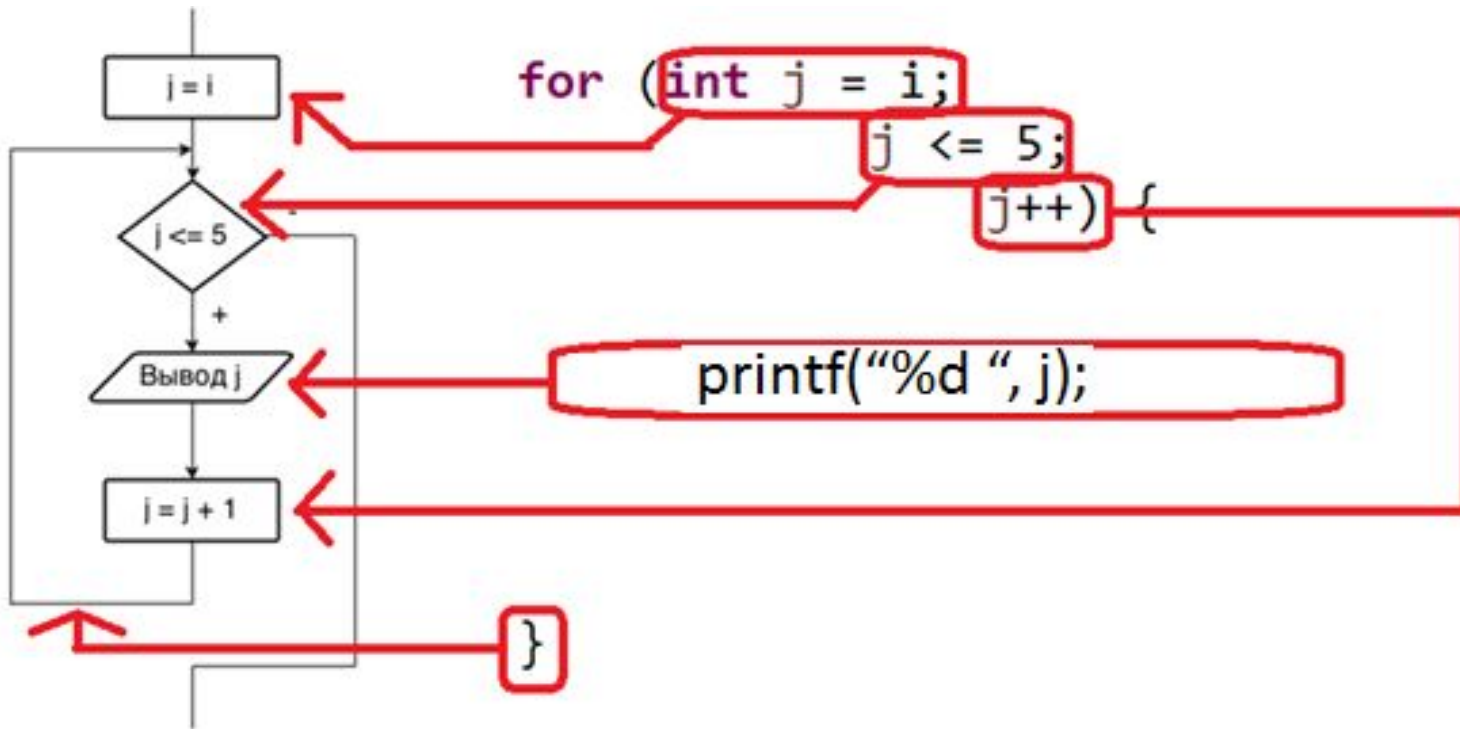 j = i
j <= 5
-
+
Вывод j
j = j + 1
for (int j = i;
j <= 5;
j++) {
printf(“%d “, j);
}